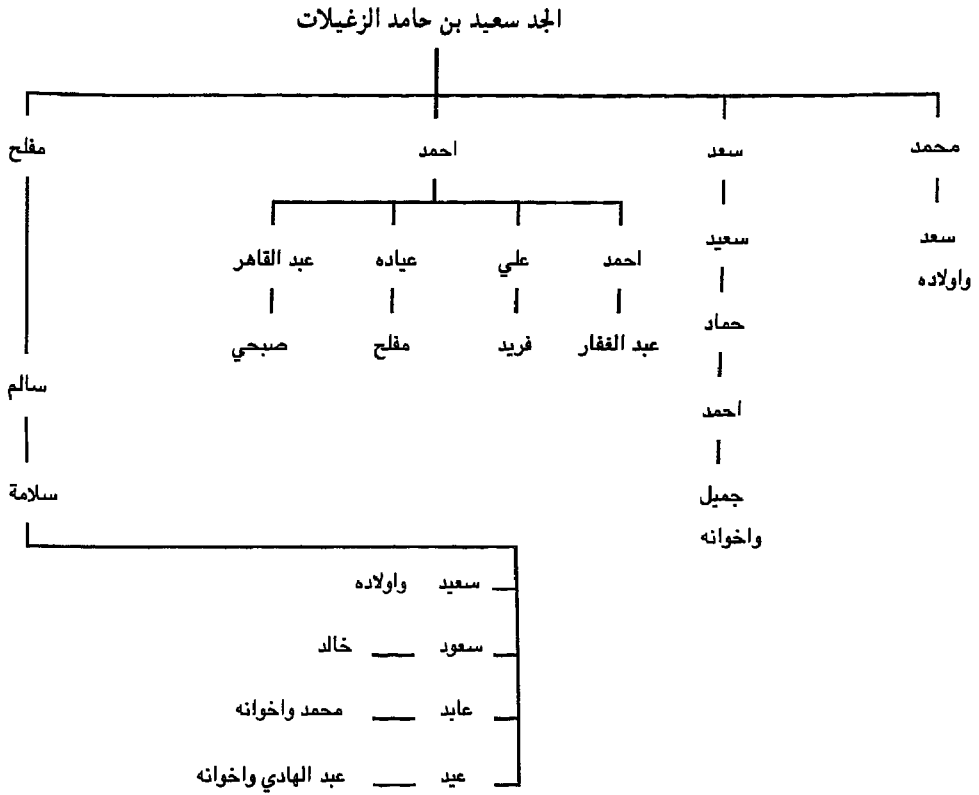 الجد سعيد بن حامد الزغيلات
محمد سعد احمد مفلح
سعد سعيد احمد علي عياده عبد القاهر
واولاده
حماد عبد الغفار فريد مفلح صبحي
سالم
احمد
جميل سلامة
واخوانه
سعيد واولاده
سعود خالد
عايد محمد واخوانه
عيد عبد الهادي واخوانه